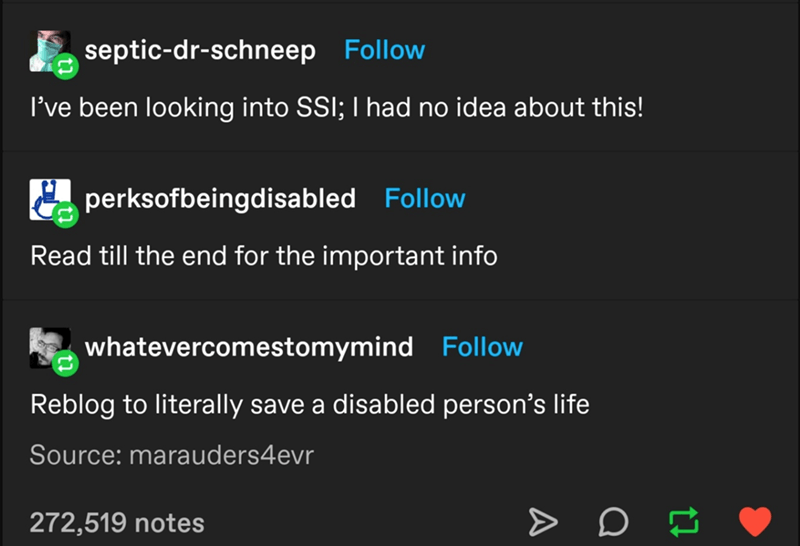 septic-dr-schneep Follow
I’ve been looking into SSI; I had no idea about this!
perksofbeingdisabled Follow
Read till the end for the important info
whatevercomestomymind Follow
Reblog to literally save a disabled person’s life
Source: marauders4evr
272,519 notes